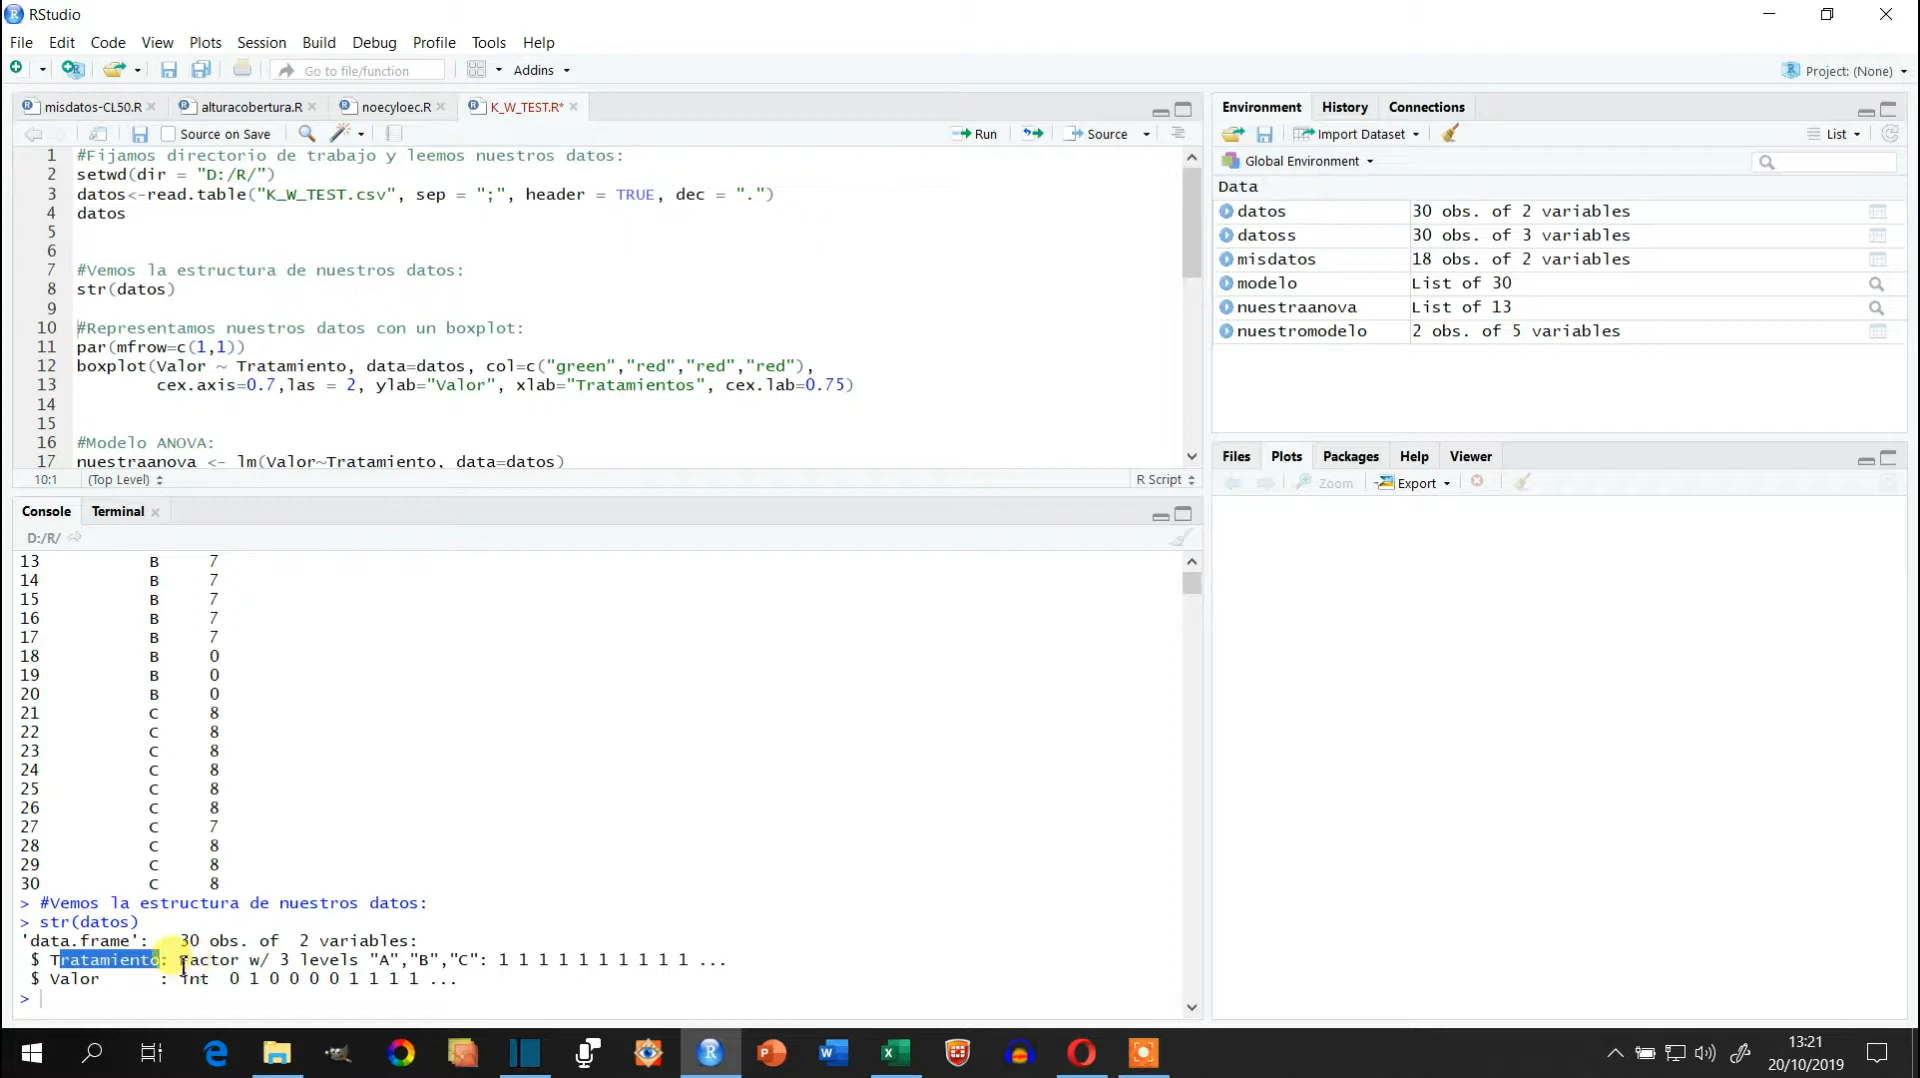 RStudio
File Edit Code View Plots Session Build Debug Profile Tools Help
Go to file/function Addins Project: (None)
misdatos-CL50.R alturacobertura.R noecyloec.R K_W_TEST.R*
Source on Save Run Source
1 #Fijamos directorio de trabajo y leemos nuestros datos:
2 setwd(dir = "D:/R/")
3 datos<-read.table("K_W_TEST.csv", sep = ";", header = TRUE, dec = ".")
4 datos
5
6
7 #Vemos la estructura de nuestros datos:
8 str(datos)
9
10 #Representamos nuestros datos con un boxplot:
11 par(mfrow=c(1,1))
12 boxplot(Valor ~ Tratamiento, data=datos, col=c("green","red","red","red"),
13 cex.axis=0.7,las = 2, ylab="Valor", xlab="Tratamientos", cex.lab=0.75)
14
15
16 #Modelo ANOVA:
17 nuestraanova <- lm(Valor~Tratamiento, data=datos)
10:1 (Top Level) R Script
Console Terminal
D:/R/
13 B 7
14 B 7
15 B 7
16 B 7
17 B 7
18 B 0
19 B 0
20 B 0
21 C 8
22 C 8
23 C 8
24 C 8
25 C 8
26 C 8
27 C 7
28 C 8
29 C 8
30 C 8
> #Vemos la estructura de nuestros datos:
> str(datos)
'data.frame': 30 obs. of 2 variables:
$ Tratamiento: Factor w/ 3 levels "A","B","C": 1 1 1 1 1 1 1 1 1 1 ...
$ Valor : int 0 1 0 0 0 0 1 1 1 1 ...
>
Environment History Connections
Import Dataset List
Global Environment
Data
datos 30 obs. of 2 variables
datoss 30 obs. of 3 variables
misdatos 18 obs. of 2 variables
modelo List of 30
nuestraanova List of 13
nuestromodelo 2 obs. of 5 variables
Files Plots Packages Help Viewer
Zoom Export
13:21
20/10/2019